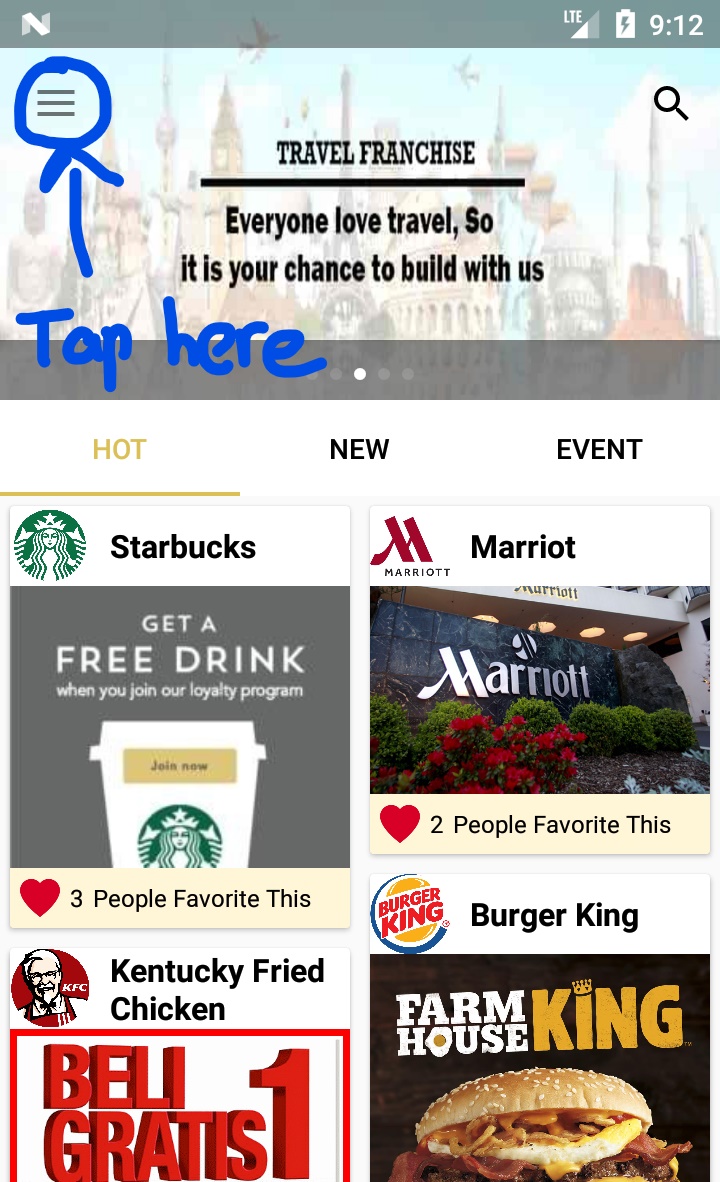 LTE
9:12
TRAVEL FRANCHISE
Everyone love travel, So
it is your chance to build with us
Tap here
HOT
NEW
EVENT
Starbucks
GET A
FREE DRINK
when you join our loyalty program
Join now
3 People Favorite This
Marriot
MARRIOTT
Marriott
Marriott
2 People Favorite This
Kentucky Fried
Chicken
KFC
BELI
GRATIS 1
Burger King
BURGER
KING
FARM
HOUSE KING